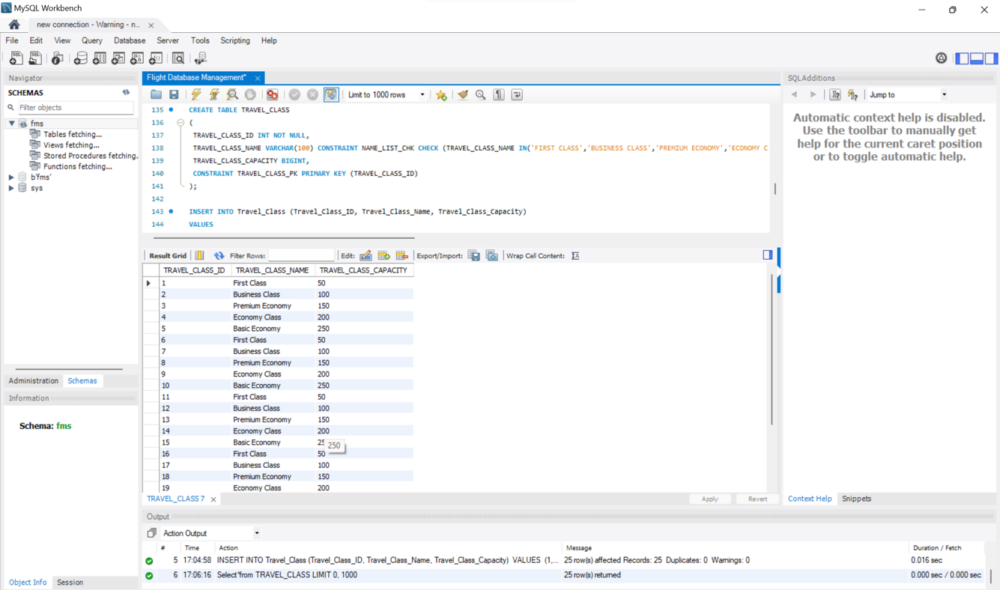 MySQL Workbench
new connection - Warning - n...
File Edit View Query Database Server Tools Scripting Help
Navigator
SCHEMAS
Filter objects
fms
Tables fetching...
Views fetching...
Stored Procedures fetching.
Functions fetching...
b'fms'
sys
Administration Schemas
Information
Schema: fms
Object Info Session
Flight Database Management*
Limit to 1000 rows
135 CREATE TABLE TRAVEL_CLASS
136 (
137 TRAVEL_CLASS_ID INT NOT NULL,
138 TRAVEL_CLASS_NAME VARCHAR(100) CONSTRAINT NAME_LIST_CHK CHECK (TRAVEL_CLASS_NAME IN('FIRST CLASS','BUSINESS CLASS','PREMIUM ECONOMY','ECONOMY C
139 TRAVEL_CLASS_CAPACITY BIGINT,
140 CONSTRAINT TRAVEL_CLASS_PK PRIMARY KEY (TRAVEL_CLASS_ID)
141 );
142
143 INSERT INTO Travel_Class (Travel_Class_ID, Travel_Class_Name, Travel_Class_Capacity)
144 VALUES
Result Grid Filter Rows: Edit: Export/Import: Wrap Cell Content:
TRAVEL_CLASS_ID TRAVEL_CLASS_NAME TRAVEL_CLASS_CAPACITY
1 First Class 50
2 Business Class 100
3 Premium Economy 150
4 Economy Class 200
5 Basic Economy 250
6 First Class 50
7 Business Class 100
8 Premium Economy 150
9 Economy Class 200
10 Basic Economy 250
11 First Class 50
12 Business Class 100
13 Premium Economy 150
14 Economy Class 200
15 Basic Economy 25
250
16 First Class 50
17 Business Class 100
18 Premium Economy 150
19 Economy Class 200
TRAVEL_CLASS 7
Apply Revert
SQLAdditions
Jump to
Automatic context help is disabled.
Use the toolbar to manually get
help for the current caret position
or to toggle automatic help.
Context Help Snippets
Output
Action Output
# Time Action Message Duration / Fetch
5 17:04:58 INSERT INTO Travel_Class (Travel_Class_ID, Travel_Class_Name, Travel_Class_Capacity) VALUES (1,... 25 row(s) affected Records: 25 Duplicates: 0 Warnings: 0 0.016 sec
6 17:06:16 Select*from TRAVEL_CLASS LIMIT 0, 1000 25 row(s) returned 0.000 sec / 0.000 sec